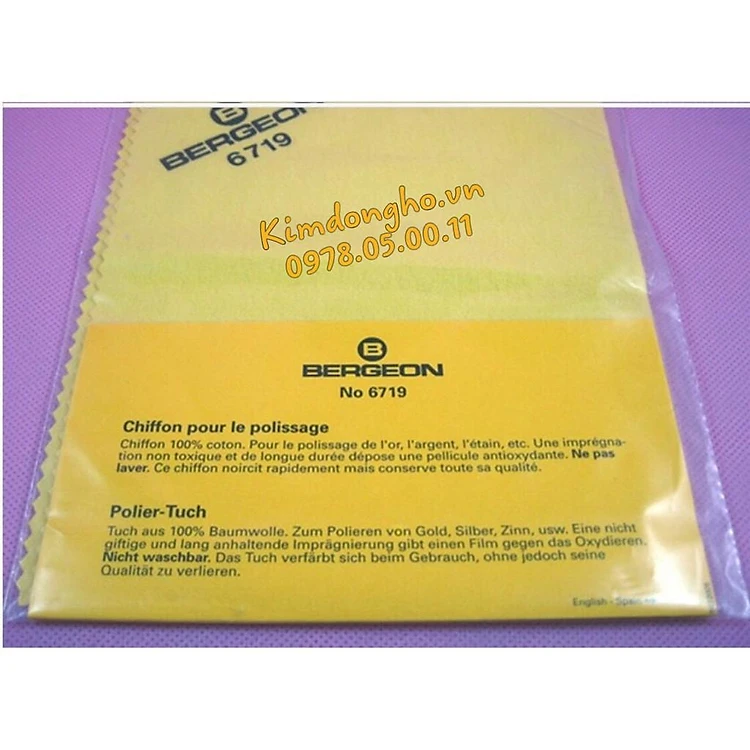 BERGEON
6719
Kimdongho.vn
0978.05.00.11
B
BERGEON
No 6719
Chiffon pour le polissage
Chiffon 100% coton. Pour le polissage de l'or, l'argent, l'étain, etc. Une imprégna-
tion non toxique et de longue durée dépose une pellicule antioxydante. Ne pas
laver. Ce chiffon noircit rapidement mais conserve toute sa qualité.
Polier-Tuch
Tuch aus 100% Baumwolle. Zum Polieren von Gold, Silber, Zinn, usw. Eine nicht
giftige und lang anhaltende Imprägnierung gibt einen Film gegen das Oxydieren.
Nicht waschbar. Das Tuch verfärbt sich beim Gebrauch, ohne jedoch seine
Qualität zu verlieren.
English -